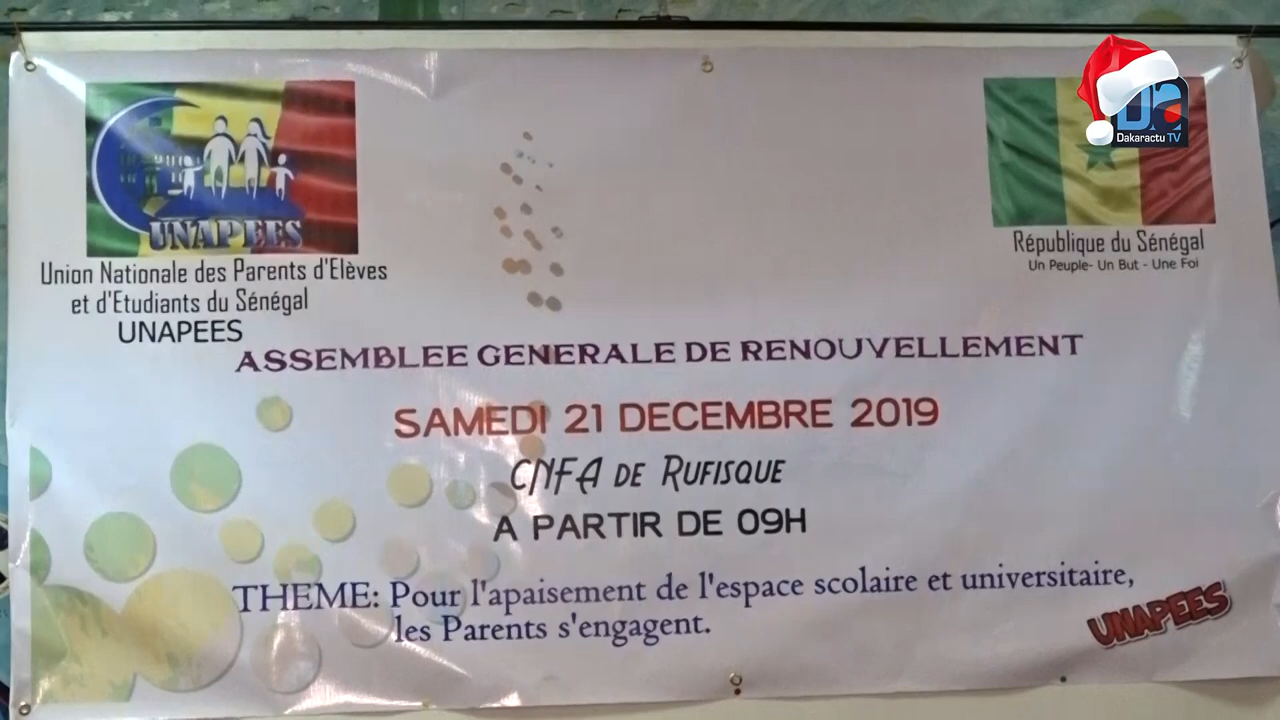 UNAPEES
Union Nationale des Parents d'Elèves
et d'Etudiants du Sénégal
UNAPEES
Da
Dakaractu TV
République du Sénégal
Un Peuple- Un But - Une Foi
ASSEMBLEE GENERALE DE RENOUVELLEMENT
SAMEDI 21 DECEMBRE 2019
CNFA DE RUFISQUE
A PARTIR DE 09H
THEME: Pour l'apaisement de l'espace scolaire et universitaire,
les Parents s'engagent.
UNAPEES